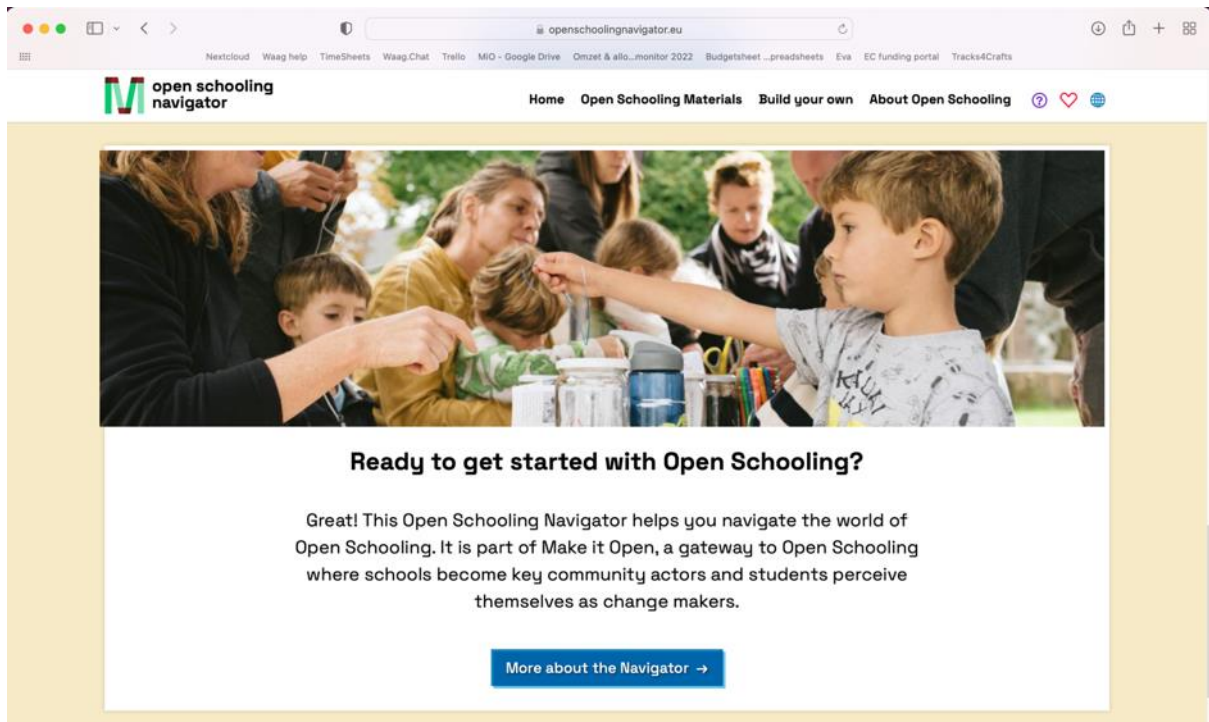 openschoolingnavigator.eu
Nextcloud Waag help TimeSheets Waag.Chat Trello MiO - Google Drive Omzet & allo...monitor 2022 Budgetsheet ...preadsheets Eva EC funding portal Tracks4Crafts
open schooling
navigator
Home Open Schooling Materials Build your own About Open Schooling
Ready to get started with Open Schooling?
Great! This Open Schooling Navigator helps you navigate the world of
Open Schooling. It is part of Make it Open, a gateway to Open Schooling
where schools become key community actors and students perceive
themselves as change makers.
More about the Navigator →